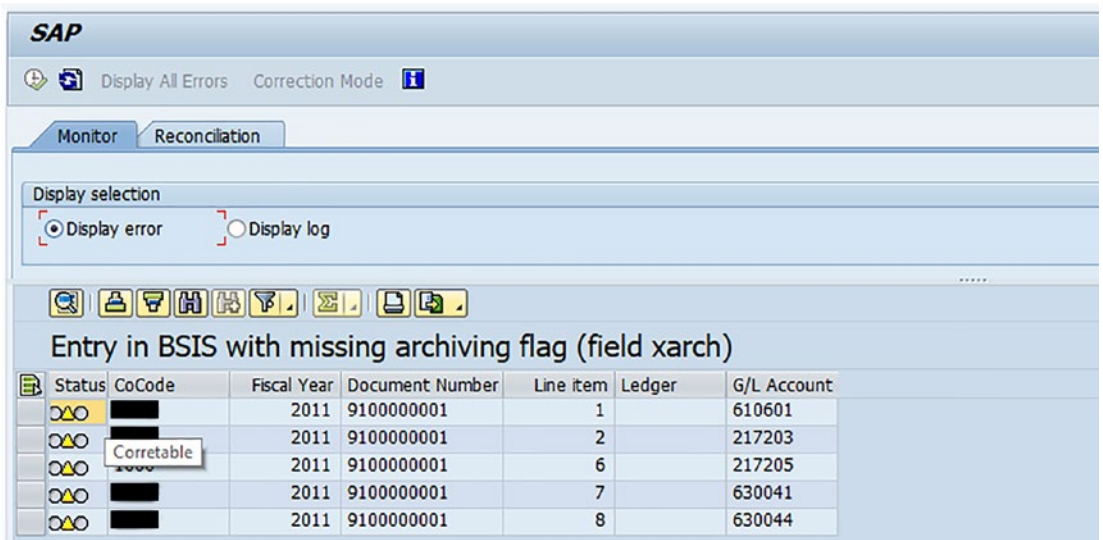 SAP
Display All Errors Correction Mode
Monitor Reconciliation
Display selection
Display error Display log
Entry in BSIS with missing archiving flag (field xarch)
Status CoCode Fiscal Year Document Number Line item Ledger G/L Account
2011 9100000001 1 610601
2011 9100000001 2 217203
Corretable
2011 9100000001 6 217205
2011 9100000001 7 630041
2011 9100000001 8 630044